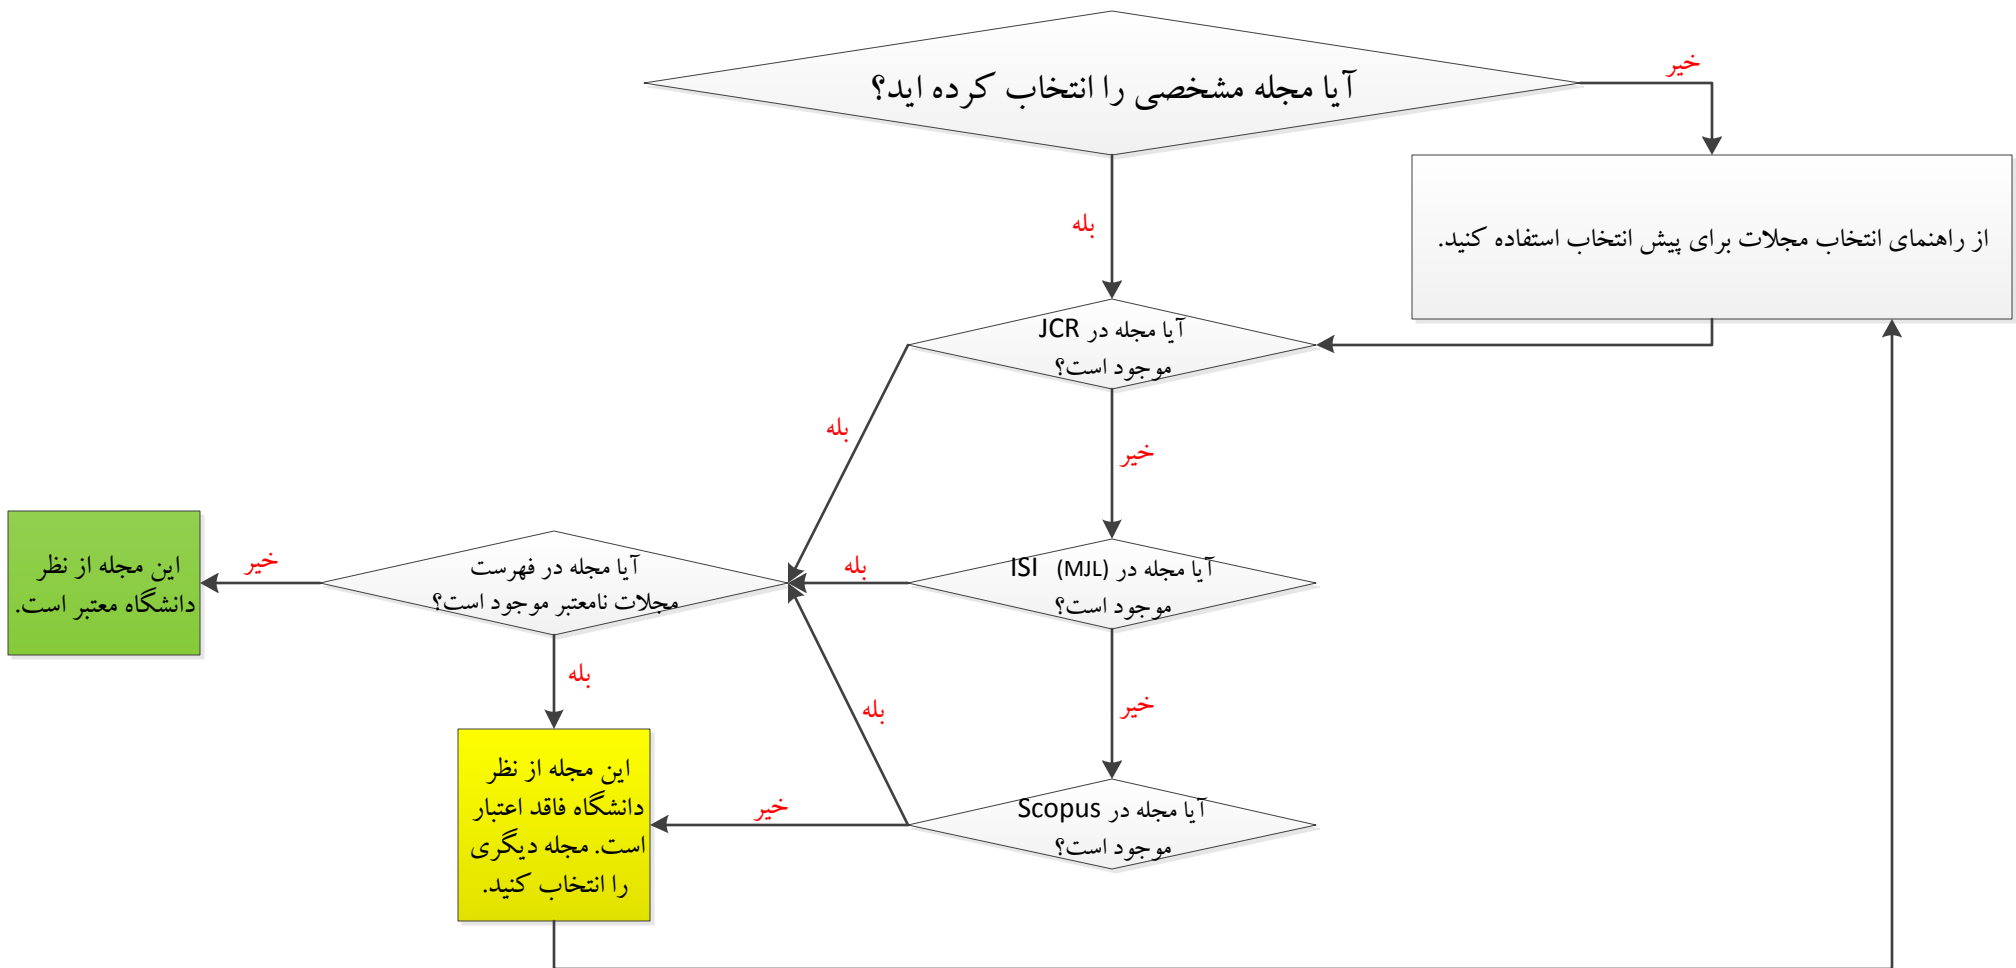 آیا مجله مشخصی را انتخاب کرده اید؟
خیر
از راهنمای انتخاب مجلات برای پیش انتخاب استفاده کنید.
بله
آیا مجله در JCR
موجود است؟
بله
خیر
آیا مجله در ISI (MJL)
موجود است؟
بله
آیا مجله در فهرست
مجلات نامعتبر موجود است؟
خیر
این مجله از نظر
دانشگاه معتبر است.
بله
خیر
بله
آیا مجله در Scopus
موجود است؟
خیر
این مجله از نظر
دانشگاه فاقد اعتبار
است. مجله دیگری
را انتخاب کنید.